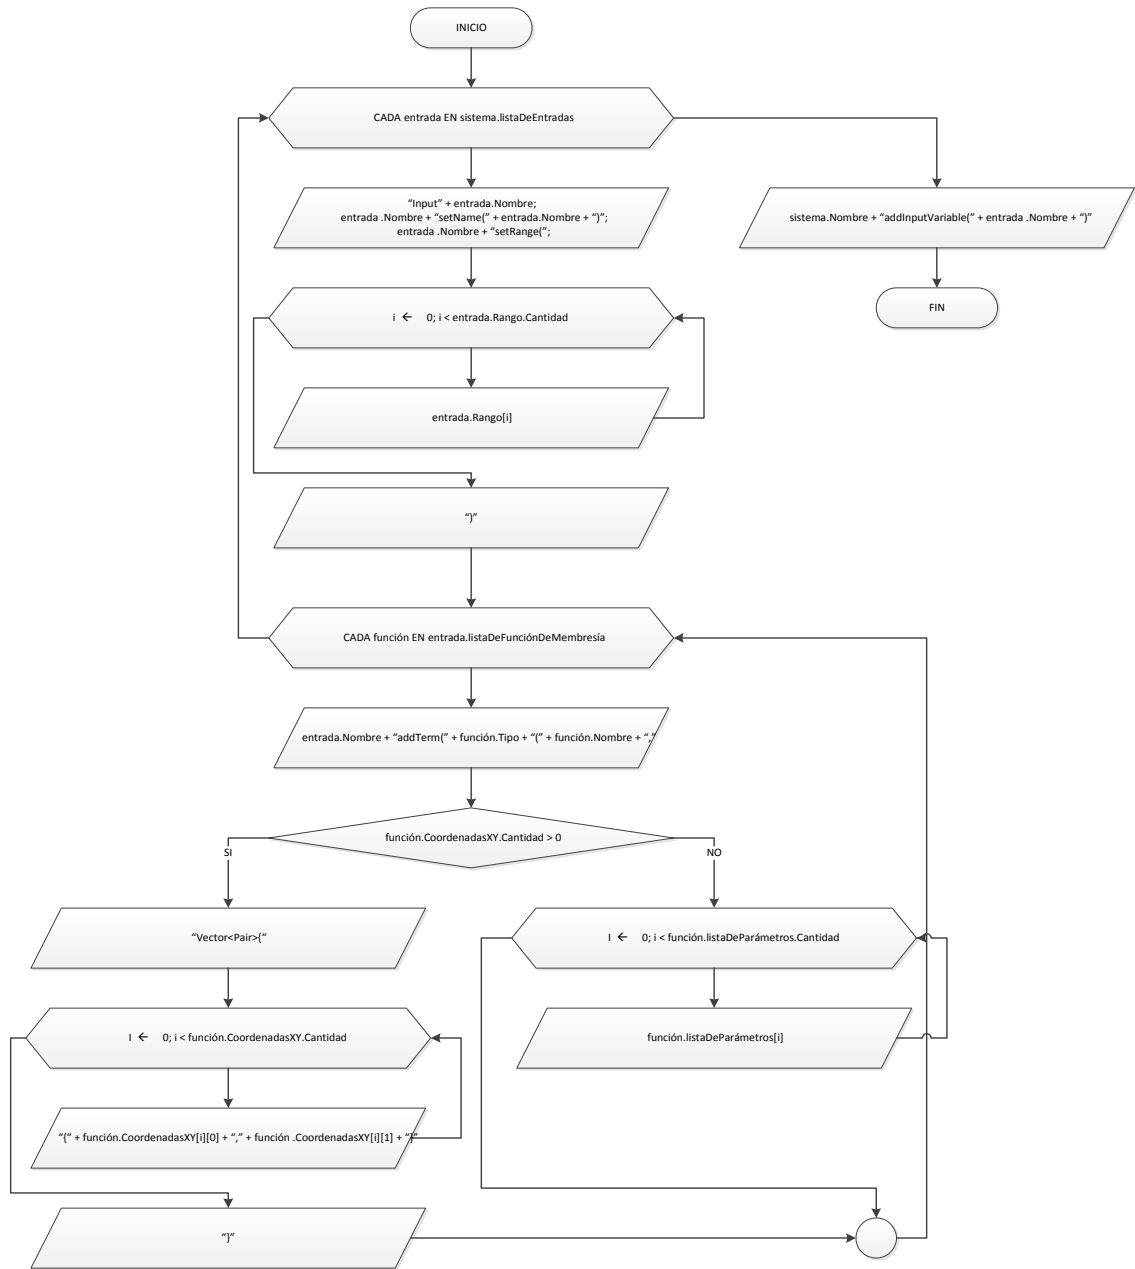 INICIO
CADA entrada EN sistema.listaDeEntradas
“Input” + entrada.Nombre;
entrada .Nombre + “setName(” + entrada.Nombre + “)”;
entrada .Nombre + “setRange(”;
sistema.Nombre + “addInputVariable(” + entrada .Nombre + “)”
FIN
i ← 0; i < entrada.Rango.Cantidad
entrada.Rango[i]
“)”
CADA función EN entrada.listaDeFunciónDeMembresía
entrada.Nombre + “addTerm(” + función.Tipo + “(” + función.Nombre + “,”
función.CoordenadasXY.Cantidad > 0
SI
NO
“Vector<Pair>{“
I ← 0; i < función.CoordenadasXY.Cantidad
“{“ + función.CoordenadasXY[i][0] + “,” + función .CoordenadasXY[i][1] + “}”
“}”
I ← 0; i < función.listaDeParámetros.Cantidad
función.listaDeParámetros[i]